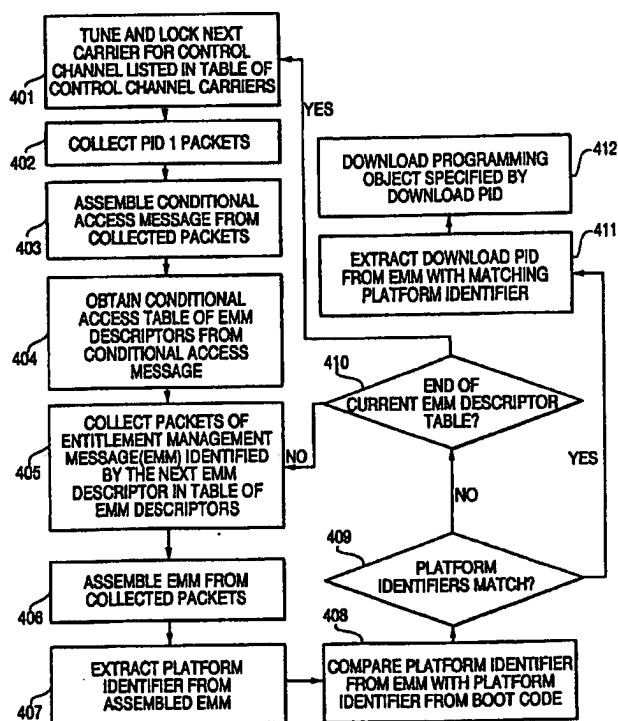 TUNE AND LOCK NEXT
CARRIER FOR CONTROL
CHANNEL LISTED IN TABLE OF
CONTROL CHANNEL CARRIERS
401
COLLECT PID 1 PACKETS
402
ASSEMBLE CONDITIONAL
ACCESS MESSAGE FROM
COLLECTED PACKETS
403
OBTAIN CONDITIONAL
ACCESS TABLE OF EMM
DESCRIPTORS FROM
CONDITIONAL ACCESS
MESSAGE
404
COLLECT PACKETS OF
ENTITLEMENT MANAGEMENT
MESSAGE(EMM) IDENTIFIED
BY THE NEXT EMM
DESCRIPTOR IN TABLE OF
EMM DESCRIPTORS
405
ASSEMBLE EMM FROM
COLLECTED PACKETS
406
EXTRACT PLATFORM
IDENTIFIER FROM
ASSEMBLED EMM
407
408
COMPARE PLATFORM IDENTIFIER
FROM EMM WITH PLATFORM
IDENTIFIER FROM BOOT CODE
409
PLATFORM
IDENTIFIERS MATCH?
NO
YES
410
END OF
CURRENT EMM DESCRIPTOR
TABLE?
NO
YES
411
EXTRACT DOWNLOAD PID
FROM EMM WITH MATCHING
PLATFORM IDENTIFIER
412
DOWNLOAD PROGRAMMING
OBJECT SPECIFIED BY
DOWNLOAD PID